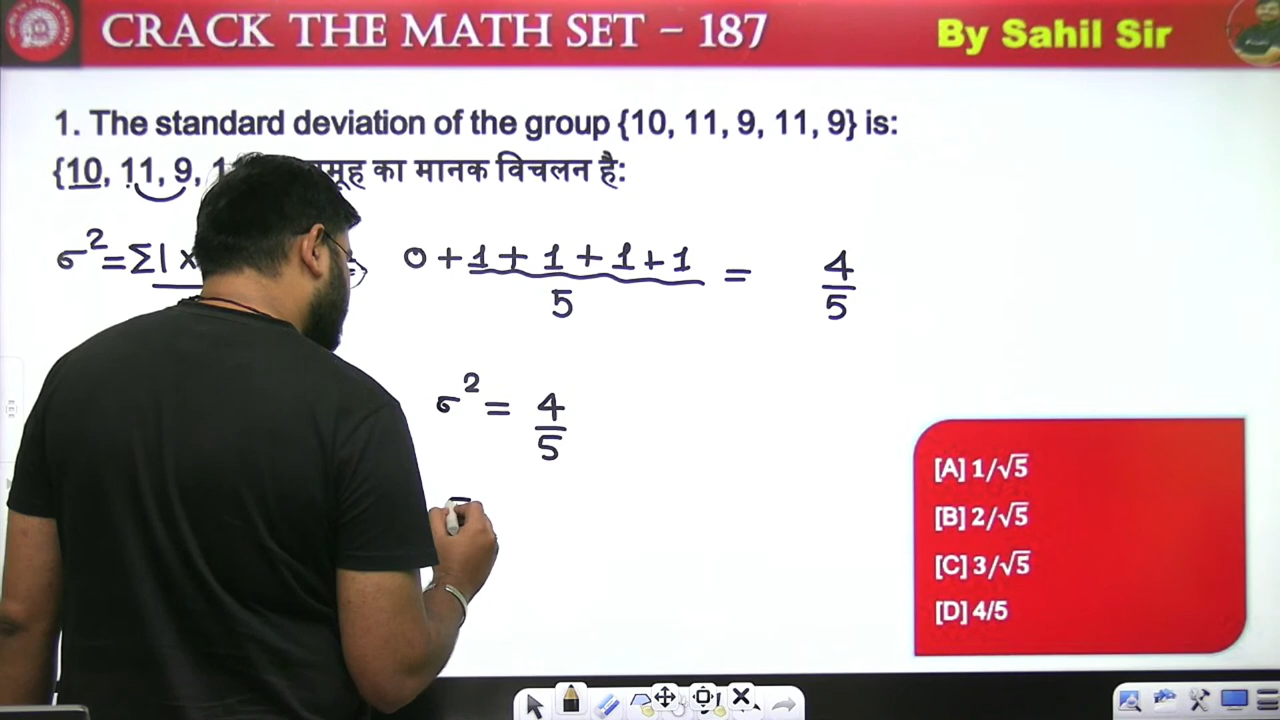 CRACK THE MATH SET – 187
By Sahil Sir
1. The standard deviation of the group {10, 11, 9, 11, 9} is:
{10, 11, 9, का मानक विचलन है:
σ² = Σ| x
0 + 1 + 1 + 1 + 1 = 4
5 5
σ² = 4
5
[A] 1/√5
[B] 2/√5
[C] 3/√5
[D] 4/5